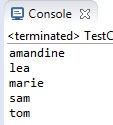 Console
<terminated> TestC
amandine
lea
marie
sam
tom